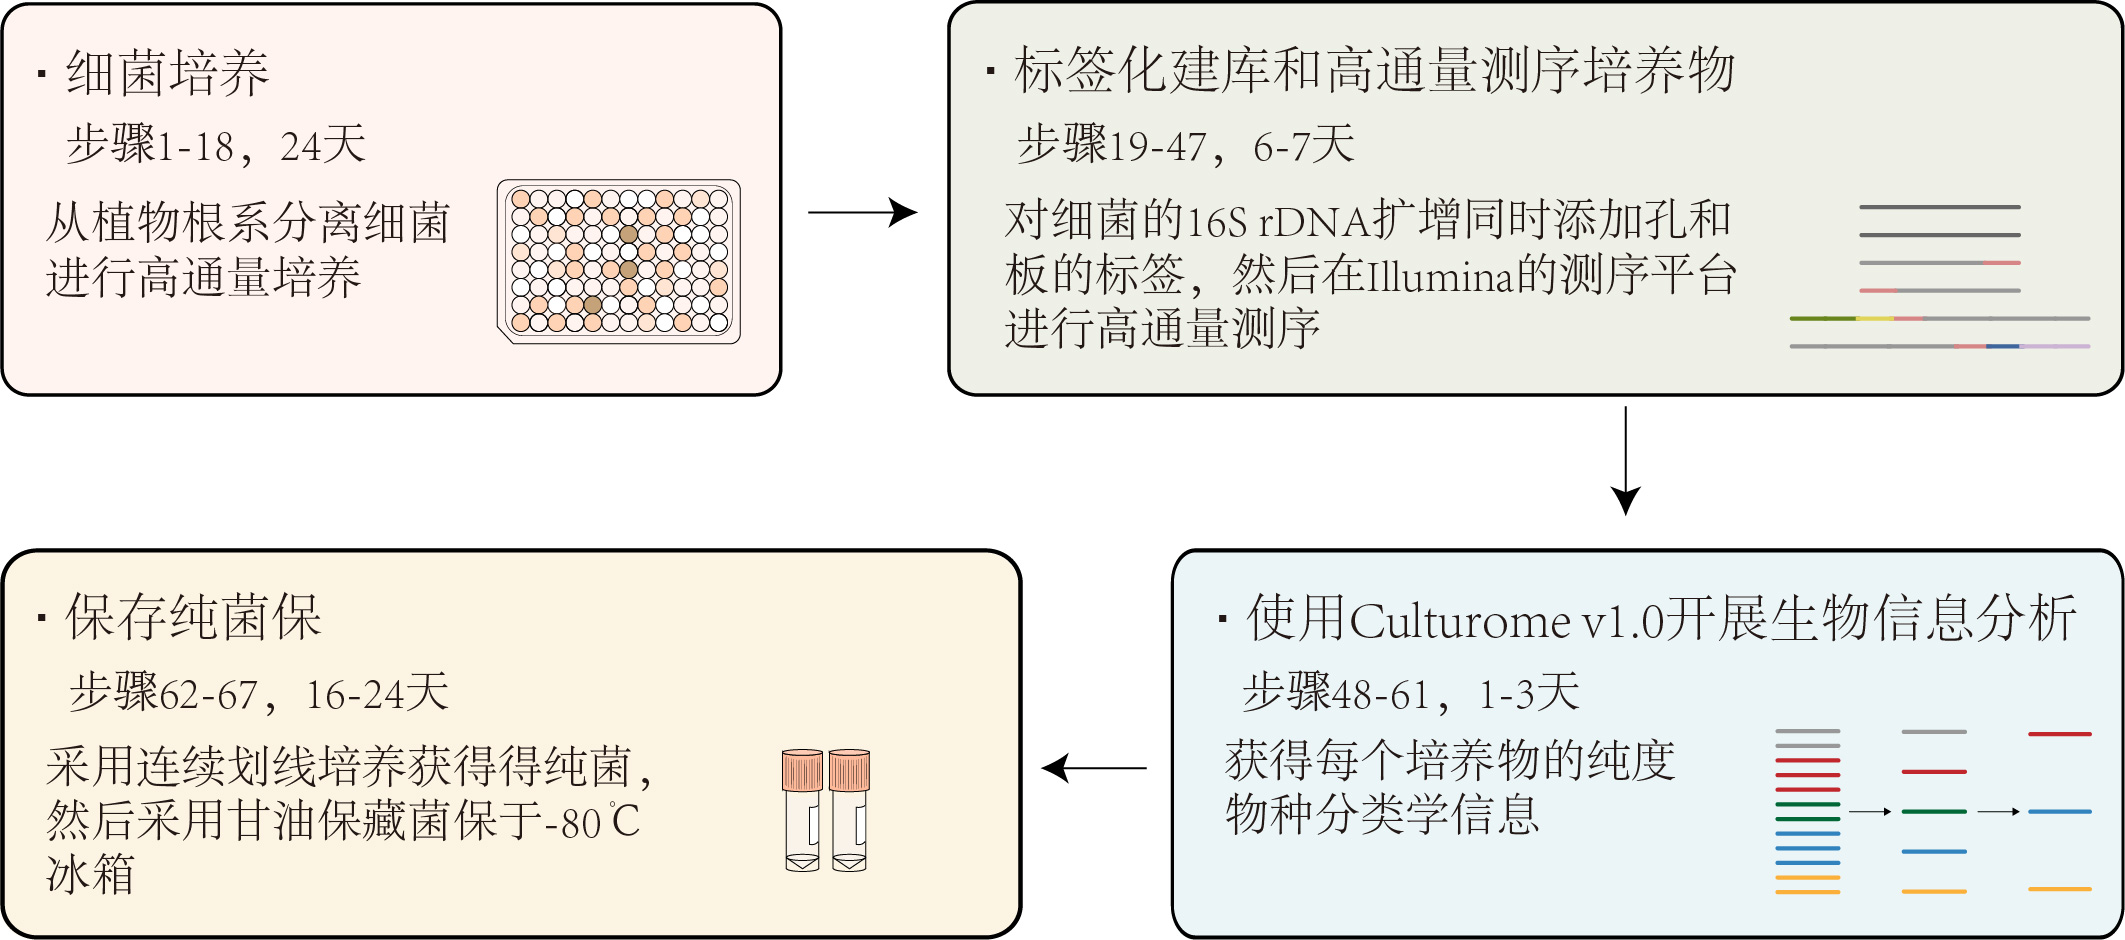 · 细菌培养
步骤1-18，24天
从植物根系分离细菌
进行高通量培养
· 标签化建库和高通量测序培养物
步骤19-47，6-7天
对细菌的16S rDNA扩增同时添加孔和
板的标签，然后在Illumina的测序平台
进行高通量测序
· 使用Culturome v1.0开展生物信息分析
步骤48-61，1-3天
获得每个培养物的纯度
物种分类学信息
· 保存纯菌保
步骤62-67，16-24天
采用连续划线培养获得得纯菌，
然后采用甘油保藏菌保于-80℃
冰箱